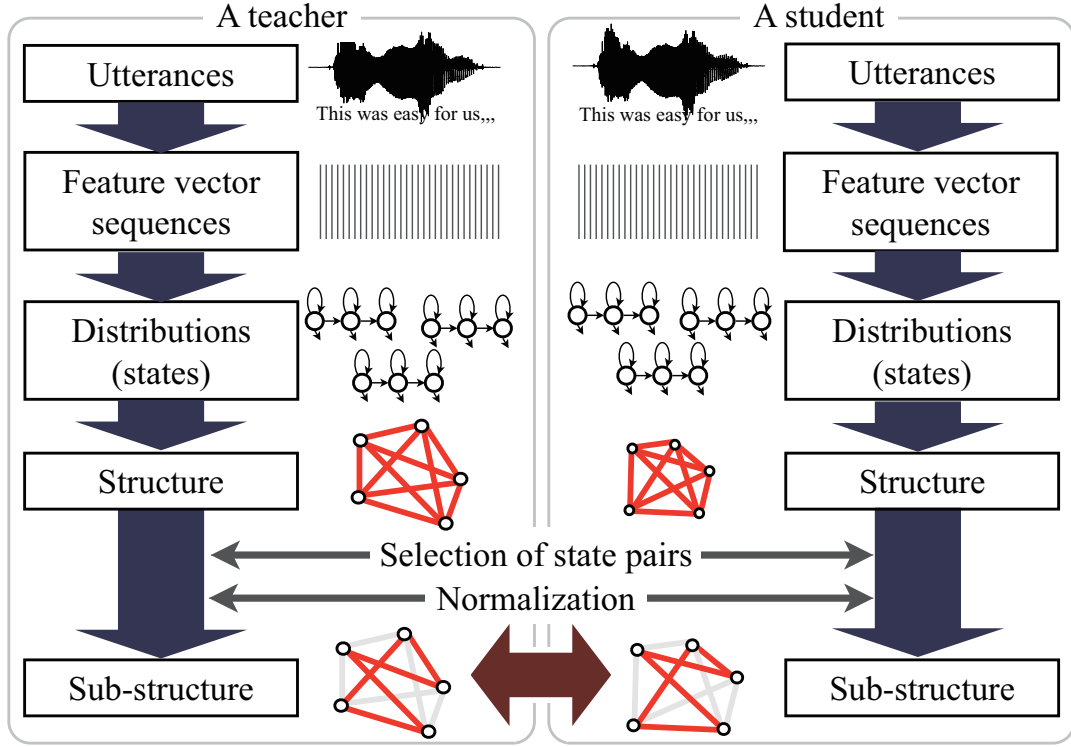 A teacher
Utterances
This was easy for us,,,
Feature vector
sequences
Distributions
(states)
Structure
Sub-structure
A student
Utterances
This was easy for us,,,
Feature vector
sequences
Distributions
(states)
Structure
Sub-structure
Selection of state pairs
Normalization